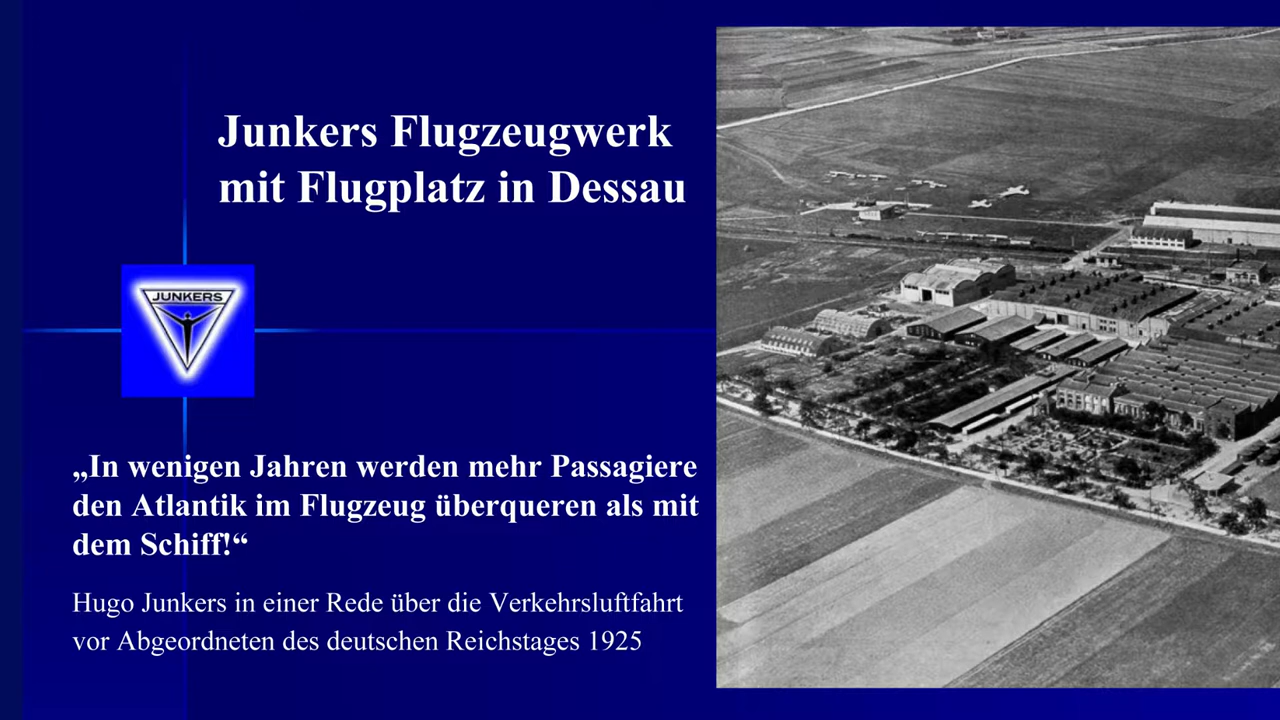 Junkers Flugzeugwerk
mit Flugplatz in Dessau
JUNKERS
„In wenigen Jahren werden mehr Passagiere
den Atlantik im Flugzeug überqueren als mit
dem Schiff!“
Hugo Junkers in einer Rede über die Verkehrsluftfahrt
vor Abgeordneten des deutschen Reichstages 1925